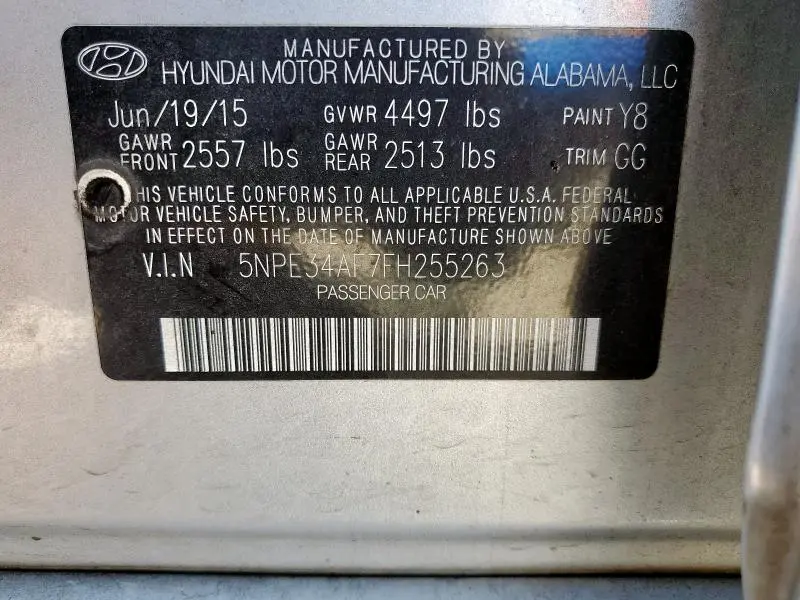 MANUFACTURED BY
HYUNDAI MOTOR MANUFACTURING ALABAMA, LLC
Jun/19/15 GVWR 4497 lbs PAINT Y8
GAWR FRONT 2557 lbs GAWR REAR 2513 lbs TRIM GG
THIS VEHICLE CONFORMS TO ALL APPLICABLE U.S.A. FEDERAL
MOTOR VEHICLE SAFETY, BUMPER, AND THEFT PREVENTION STANDARDS
IN EFFECT ON THE DATE OF MANUFACTURE SHOWN ABOVE
V.I.N 5NPE34AF7FH255263
PASSENGER CAR